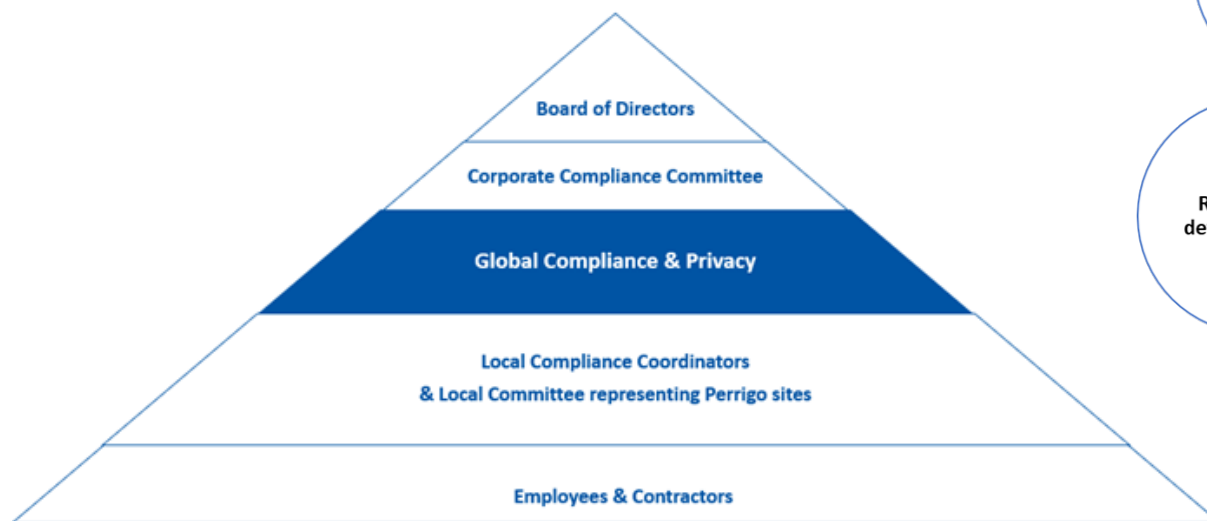 Board of Directors
Corporate Compliance Committee
Global Compliance & Privacy
Local Compliance Coordinators
& Local Committee representing Perrigo sites
Employees & Contractors